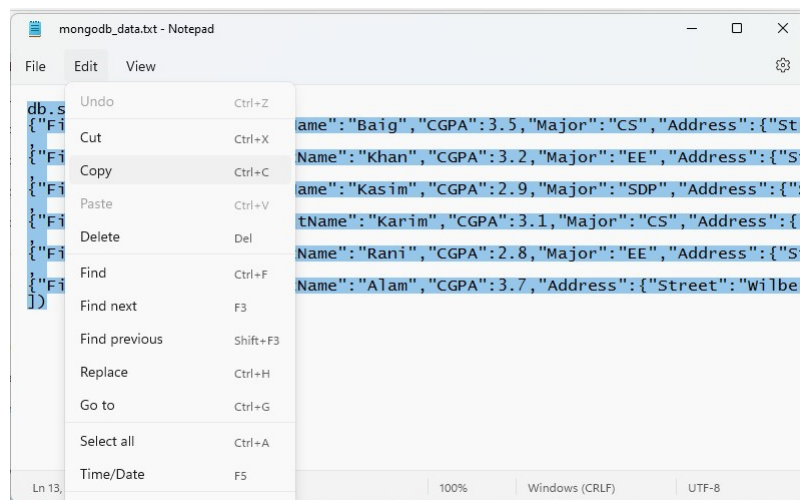 mongodb_data.txt - Notepad
File Edit View
Undo Ctrl+Z
Cut Ctrl+X
Copy Ctrl+C
Paste Ctrl+V
Delete Del
Find Ctrl+F
Find next F3
Find previous Shift+F3
Replace Ctrl+H
Go to Ctrl+G
Select all Ctrl+A
Time/Date F5
db.s
{"Fi ame":"Baig","CGPA":3.5,"Major":"CS","Address":{"St
,
{"Fi tName":"Khan","CGPA":3.2,"Major":"EE","Address":{"S
,
{"Fi ame":"Kasim","CGPA":2.9,"Major":"SDP","Address":{"
,
{"Fi tName":"Karim","CGPA":3.1,"Major":"CS","Address":{
,
{"Fi Name":"Rani","CGPA":2.8,"Major":"EE","Address":{"S
,
{"Fi Name":"Alam","CGPA":3.7,"Address":{"Street":"Wilbe
])
Ln 13, 100% Windows (CRLF) UTF-8